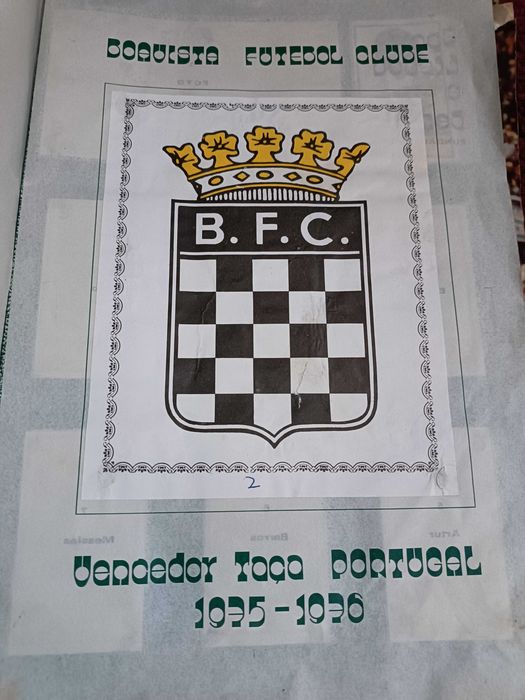 BOAVISTA FUTEBOL CLUBE
B. F. C.
2
Vencedor Taça PORTUGAL
1975-1976